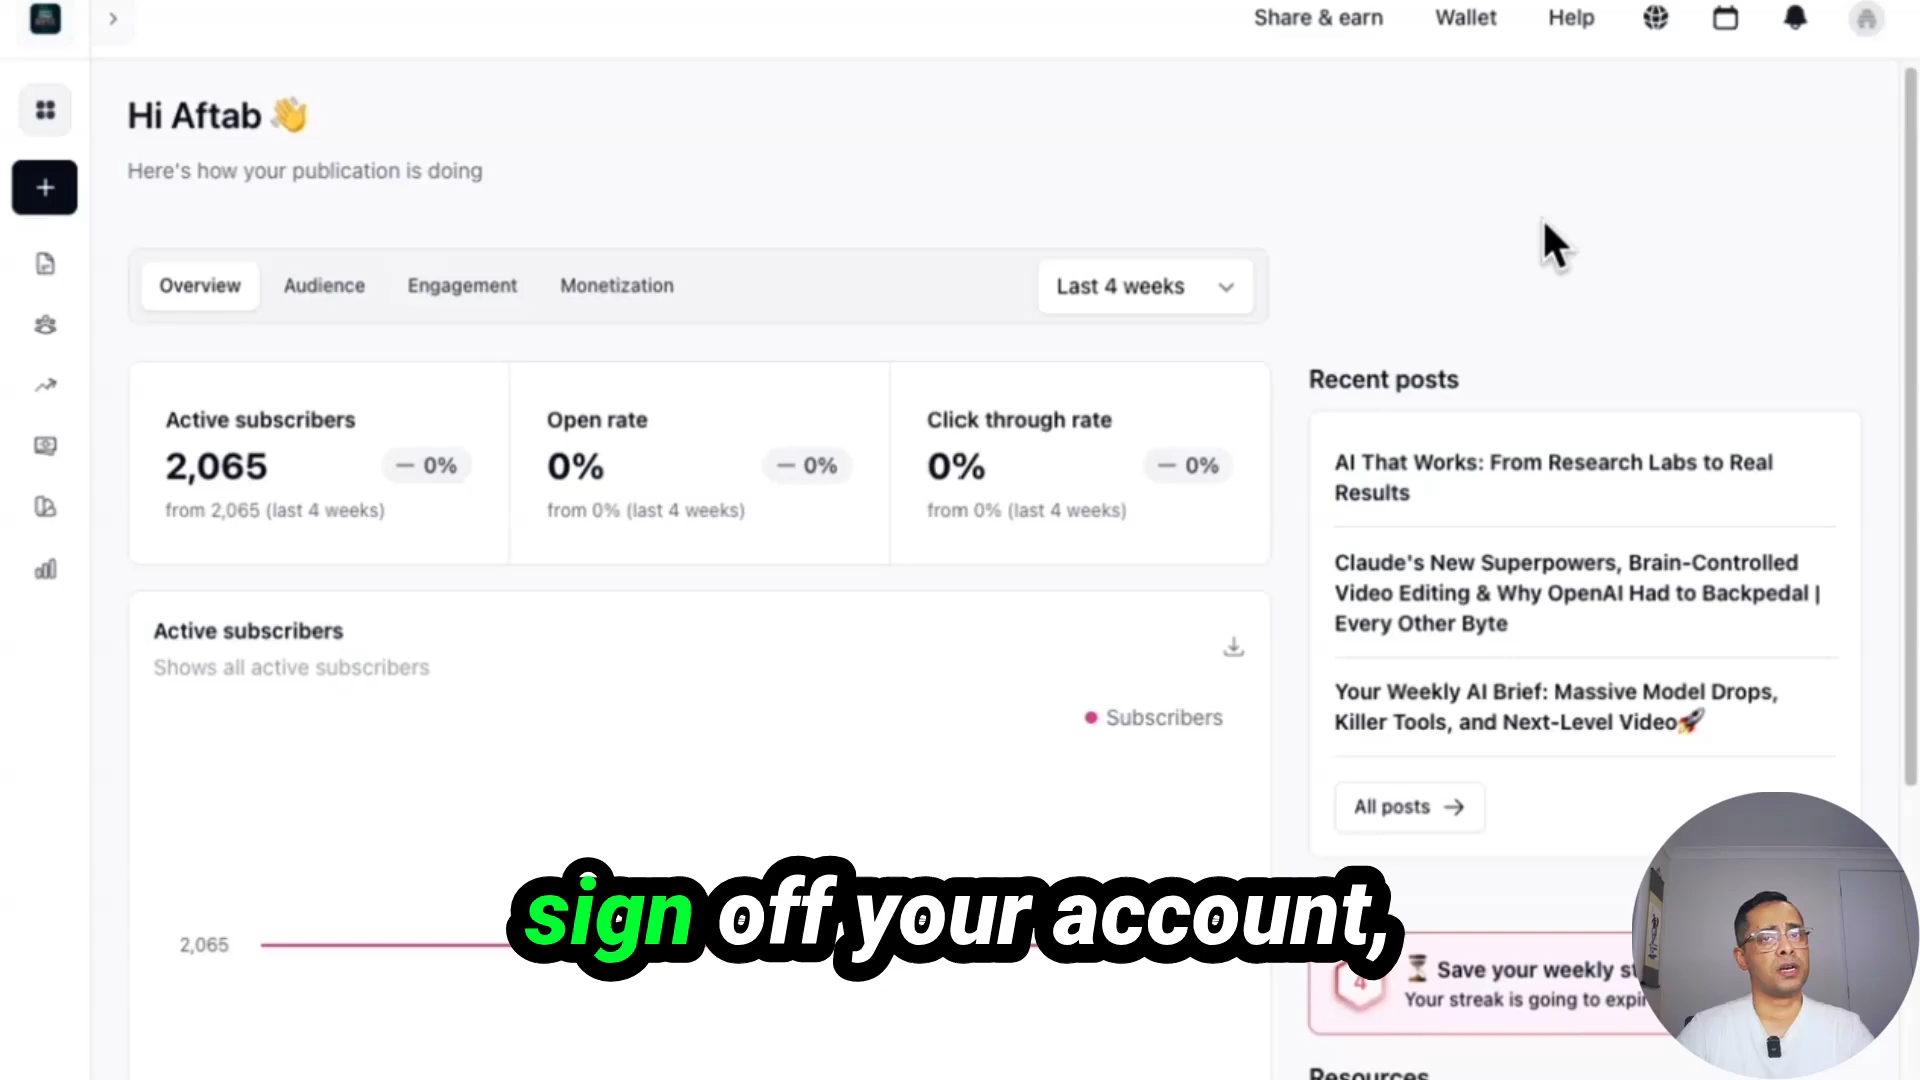 Share & earn
Wallet
Help
Hi Aftab 👋
Here's how your publication is doing
Overview
Audience
Engagement
Monetization
Last 4 weeks
Active subscribers
2,065
— 0%
from 2,065 (last 4 weeks)
Open rate
0%
— 0%
from 0% (last 4 weeks)
Click through rate
0%
— 0%
from 0% (last 4 weeks)
Active subscribers
Shows all active subscribers
Subscribers
2,065
Recent posts
AI That Works: From Research Labs to Real
Results
Claude's New Superpowers, Brain-Controlled
Video Editing & Why OpenAI Had to Backpedal |
Every Other Byte
Your Weekly AI Brief: Massive Model Drops,
Killer Tools, and Next-Level Video🚀
All posts →
sign off your account,
4
⏳ Save your weekly
Your streak is going to
Resources